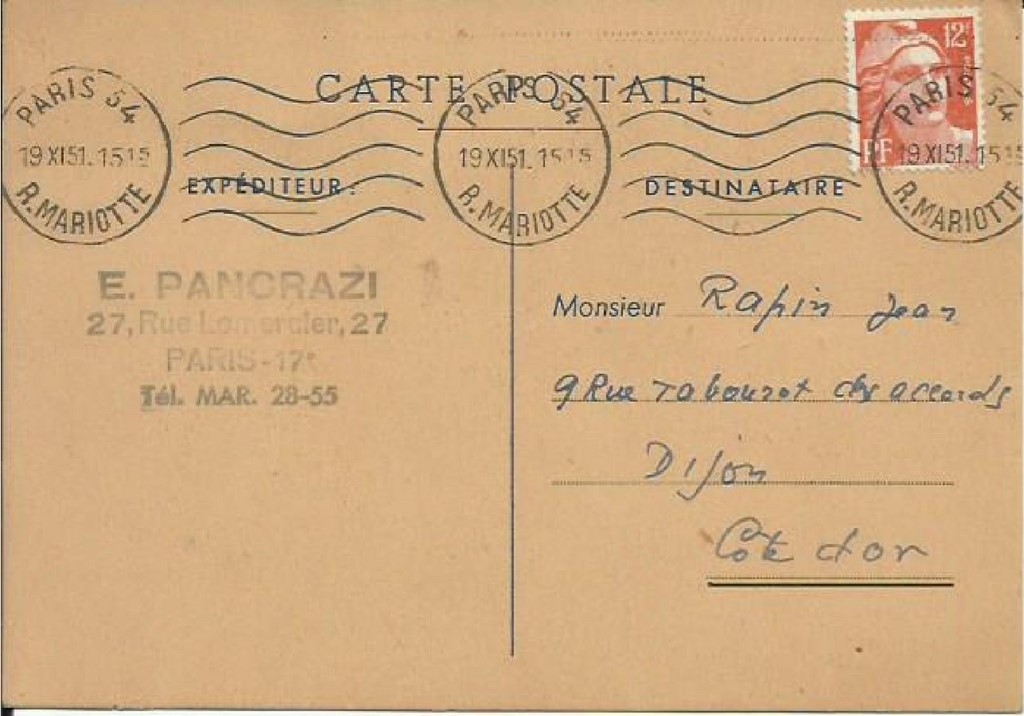 12F
CARTE POSTALE
PARIS 54
19 XI 51. 15 15
R. MARIOTTE
PARIS 54
19 XI 51. 15 15
R. MARIOTTE
PARIS 54
19 XI 51. 15 15
R. MARIOTTE
RF
EXPÉDITEUR:
E. PANCRAZI
27, Rue Lemercier, 27
PARIS-17e
Tél. MAR. 28-55
DESTINATAIRE
Monsieur Rapin Jean
9 Rue Tabourot des accords
Dijon
Côte d'or